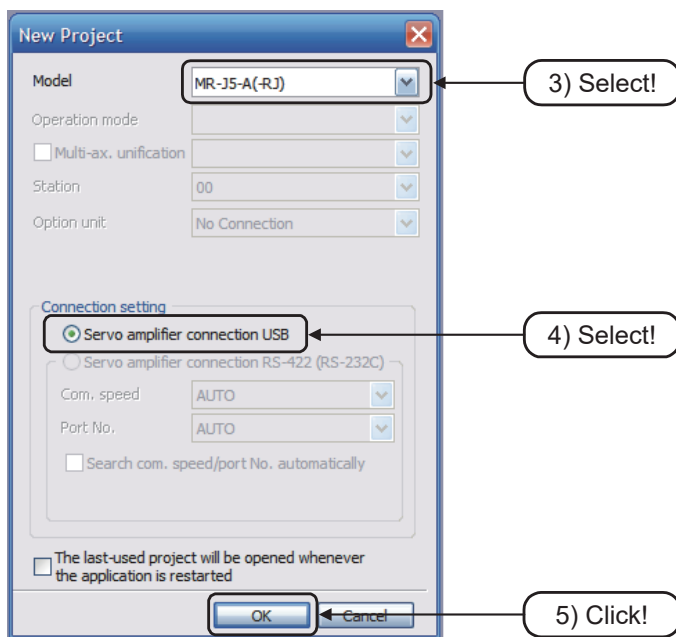 New Project
Model MR-J5-A(-RJ) 3) Select!
Operation mode
Multi-ax. unification
Station 00
Option unit No Connection
Connection setting
Servo amplifier connection USB 4) Select!
Servo amplifier connection RS-422 (RS-232C)
Com. speed AUTO
Port No. AUTO
Search com. speed/port No. automatically
The last-used project will be opened whenever
the application is restarted
OK Cancel 5) Click!